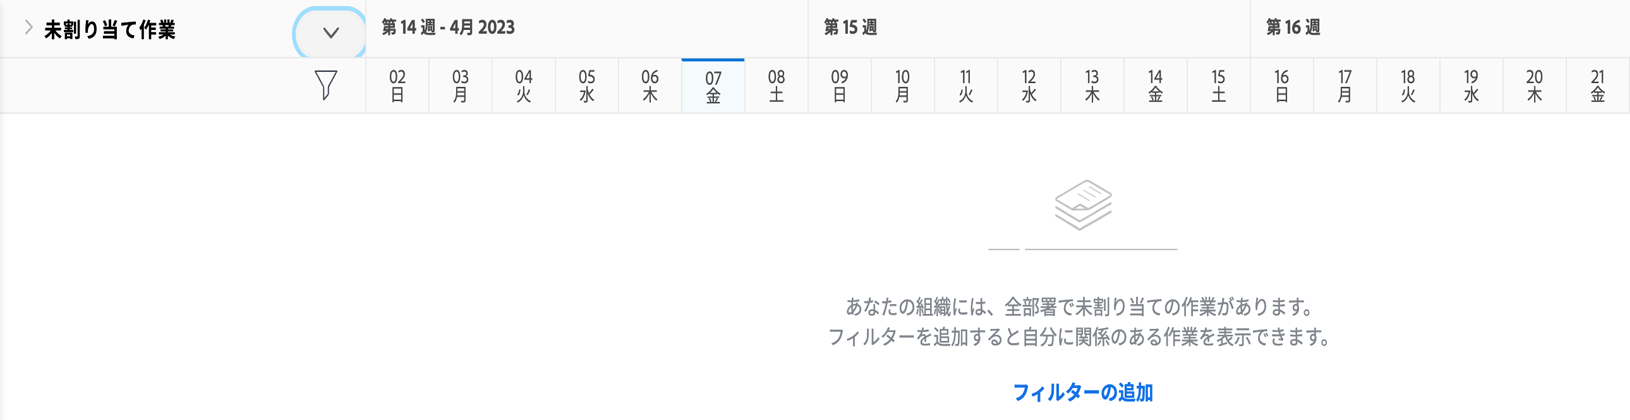 未割り当て作業
第 14 週 - 4月 2023
第 15 週
第 16 週
02 03 04 05 06 07 08 09 10 11 12 13 14 15 16 17 18 19 20 21
日 月 火 水 木 金 土 日 月 火 水 木 金 土 日 月 火 水 木 金
あなたの組織には、全部署で未割り当ての作業があります。
フィルターを追加すると自分に関係のある作業を表示できます。
フィルターの追加